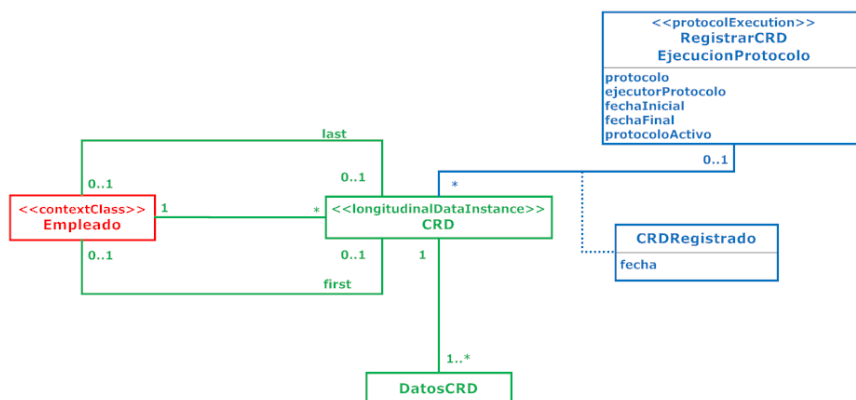 <<protocolExecution>>
RegistrarCRD
EjecucionProtocolo
protocolo
ejecutorProtocolo
fechaInicial
fechaFinal
protocoloActivo
last
0..1
0..1
0..1
*
<<contextClass>>
Empleado
1
*
<<longitudinalDataInstance>>
CRD
CRDRegistrado
fecha
0..1
0..1
1
first
1..*
DatosCRD